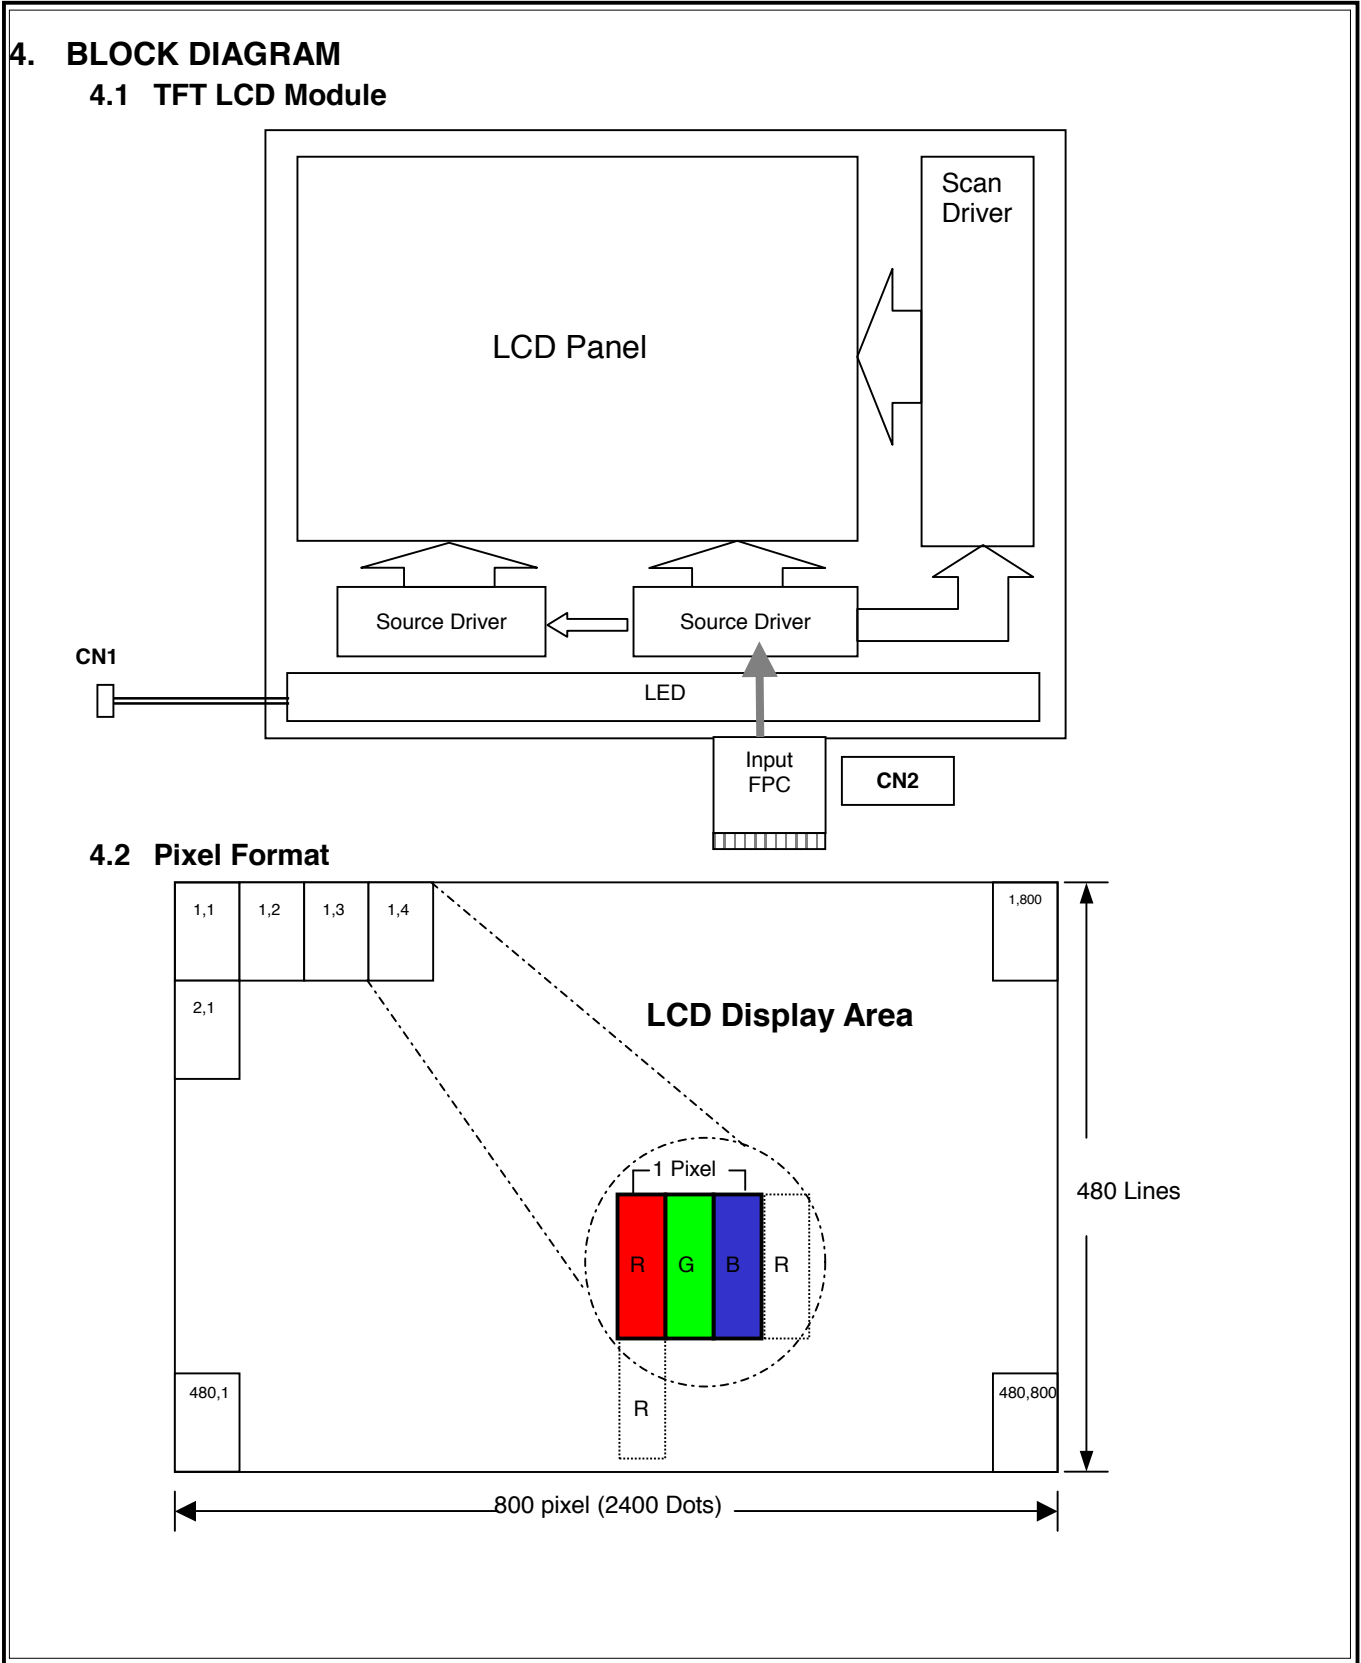 4. BLOCK DIAGRAM
4.1 TFT LCD Module
Scan
Driver
LCD Panel
Source Driver
Source Driver
CN1
LED
Input
FPC
CN2
4.2 Pixel Format
1,1
1,2
1,3
1,4
1,800
2,1
LCD Display Area
1 Pixel
480 Lines
R
G
B
R
480,1
480,800
R
800 pixel (2400 Dots)